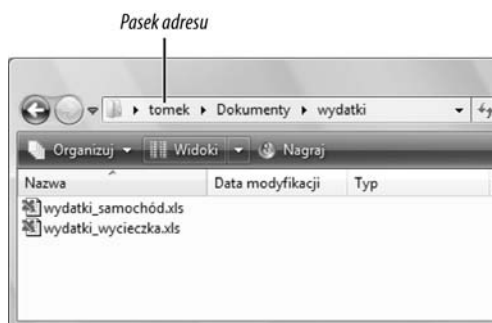 Pasek adresu
tomek Dokumenty wydatki
Organizuj Widoki Nagraj
Nazwa Data modyfikacji Typ
wydatki_samochód.xls
wydatki_wycieczka.xls